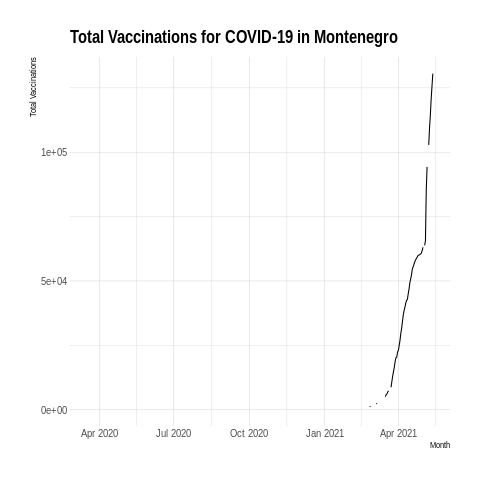 Total Vaccinations for COVID-19 in Montenegro
Total Vaccinations
1e+05
5e+04
0e+00
Apr 2020 Jul 2020 Oct 2020 Jan 2021 Apr 2021
Month